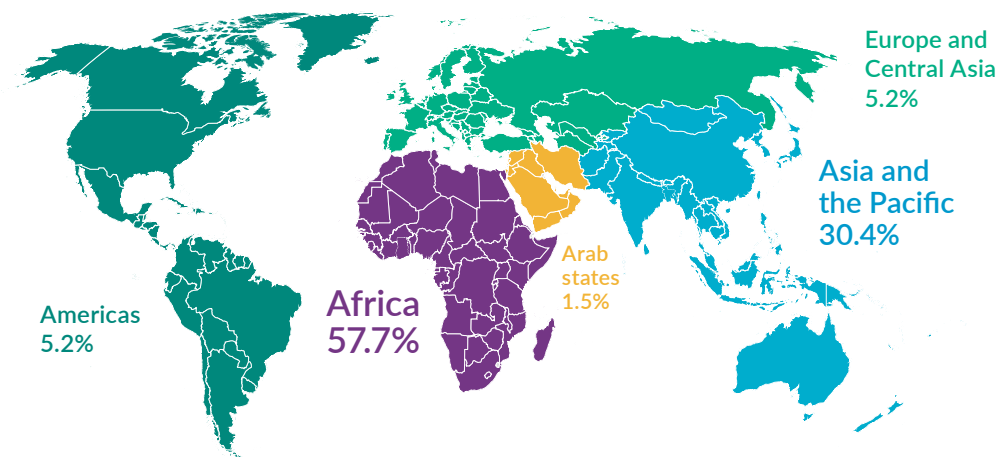 Europe and
Central Asia
5.2%
Asia and
the Pacific
30.4%
Arab
states
1.5%
Africa
57.7%
Americas
5.2%